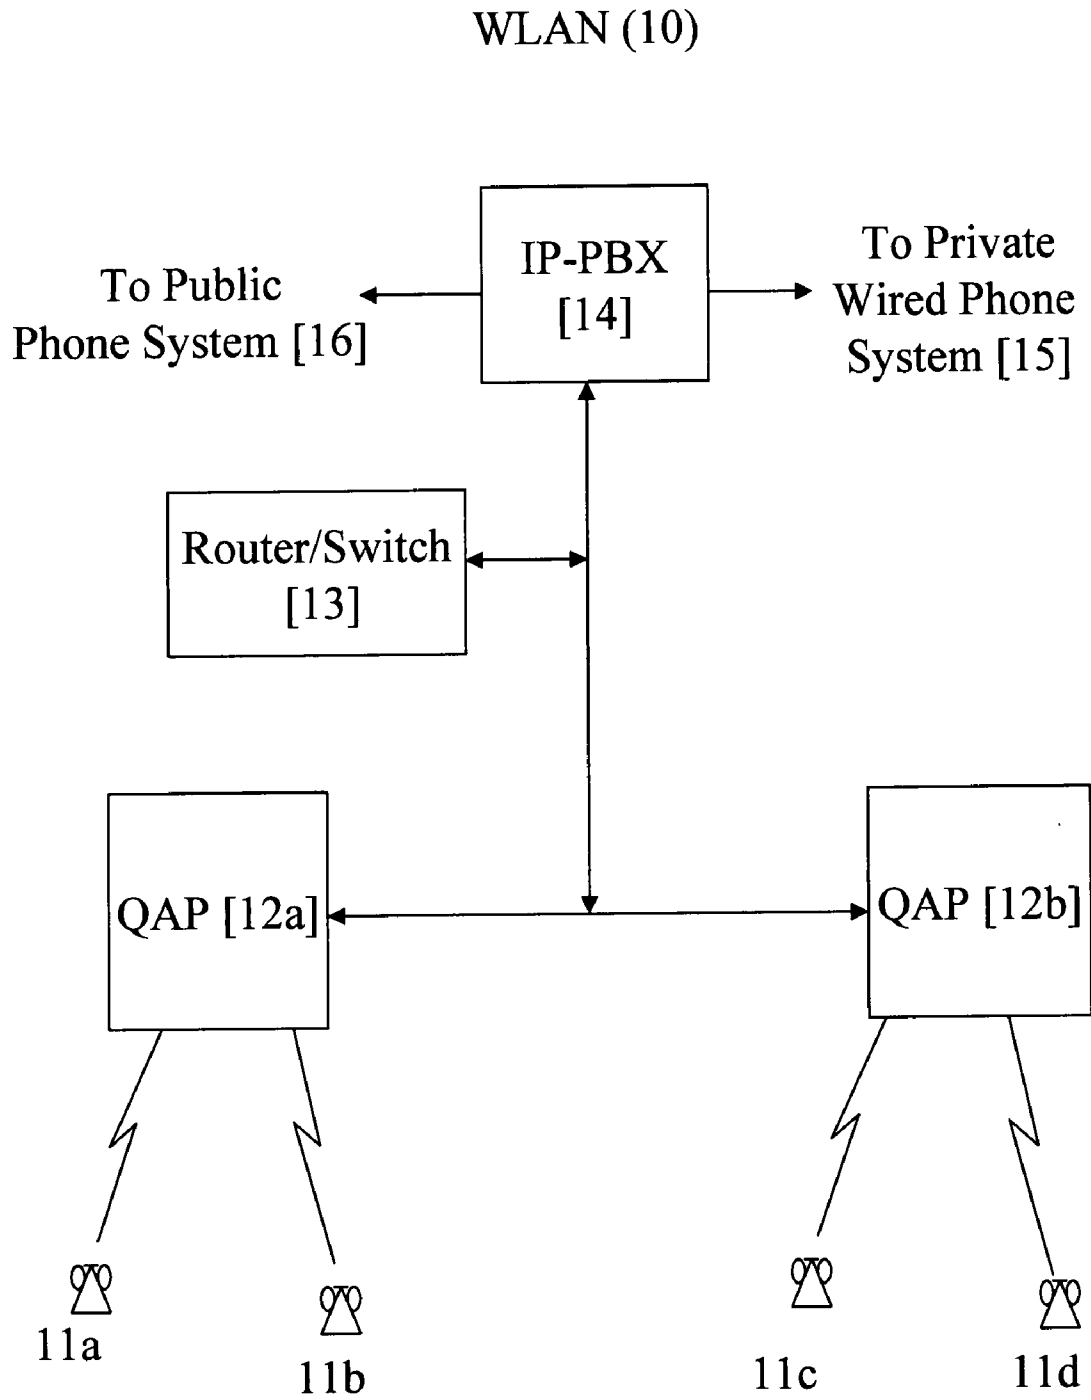 WLAN (10)
IP-PBX
[14]
To Public
Phone System [16]
To Private
Wired Phone
System [15]
Router/Switch
[13]
QAP [12a]
QAP [12b]
11a
11b
11c
11d